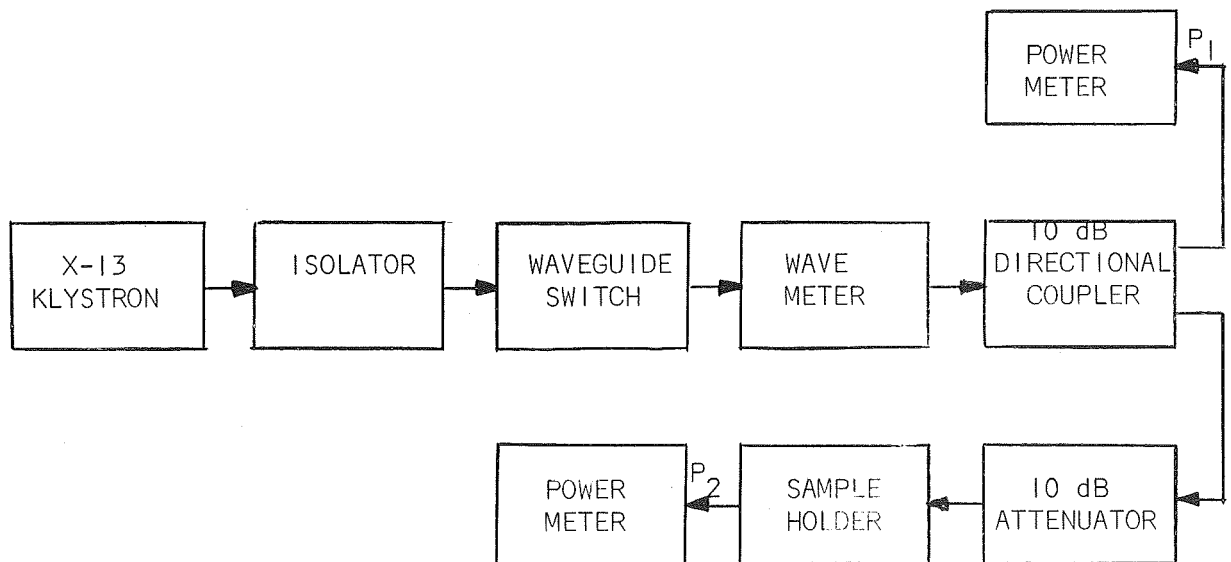 POWER
METER
P1
X-13
KLYSTRON
ISOLATOR
WAVEGUIDE
SWITCH
WAVE
METER
10 dB
DIRECTIONAL
COUPLER
POWER
METER
P2
SAMPLE
HOLDER
10 dB
ATTENUATOR